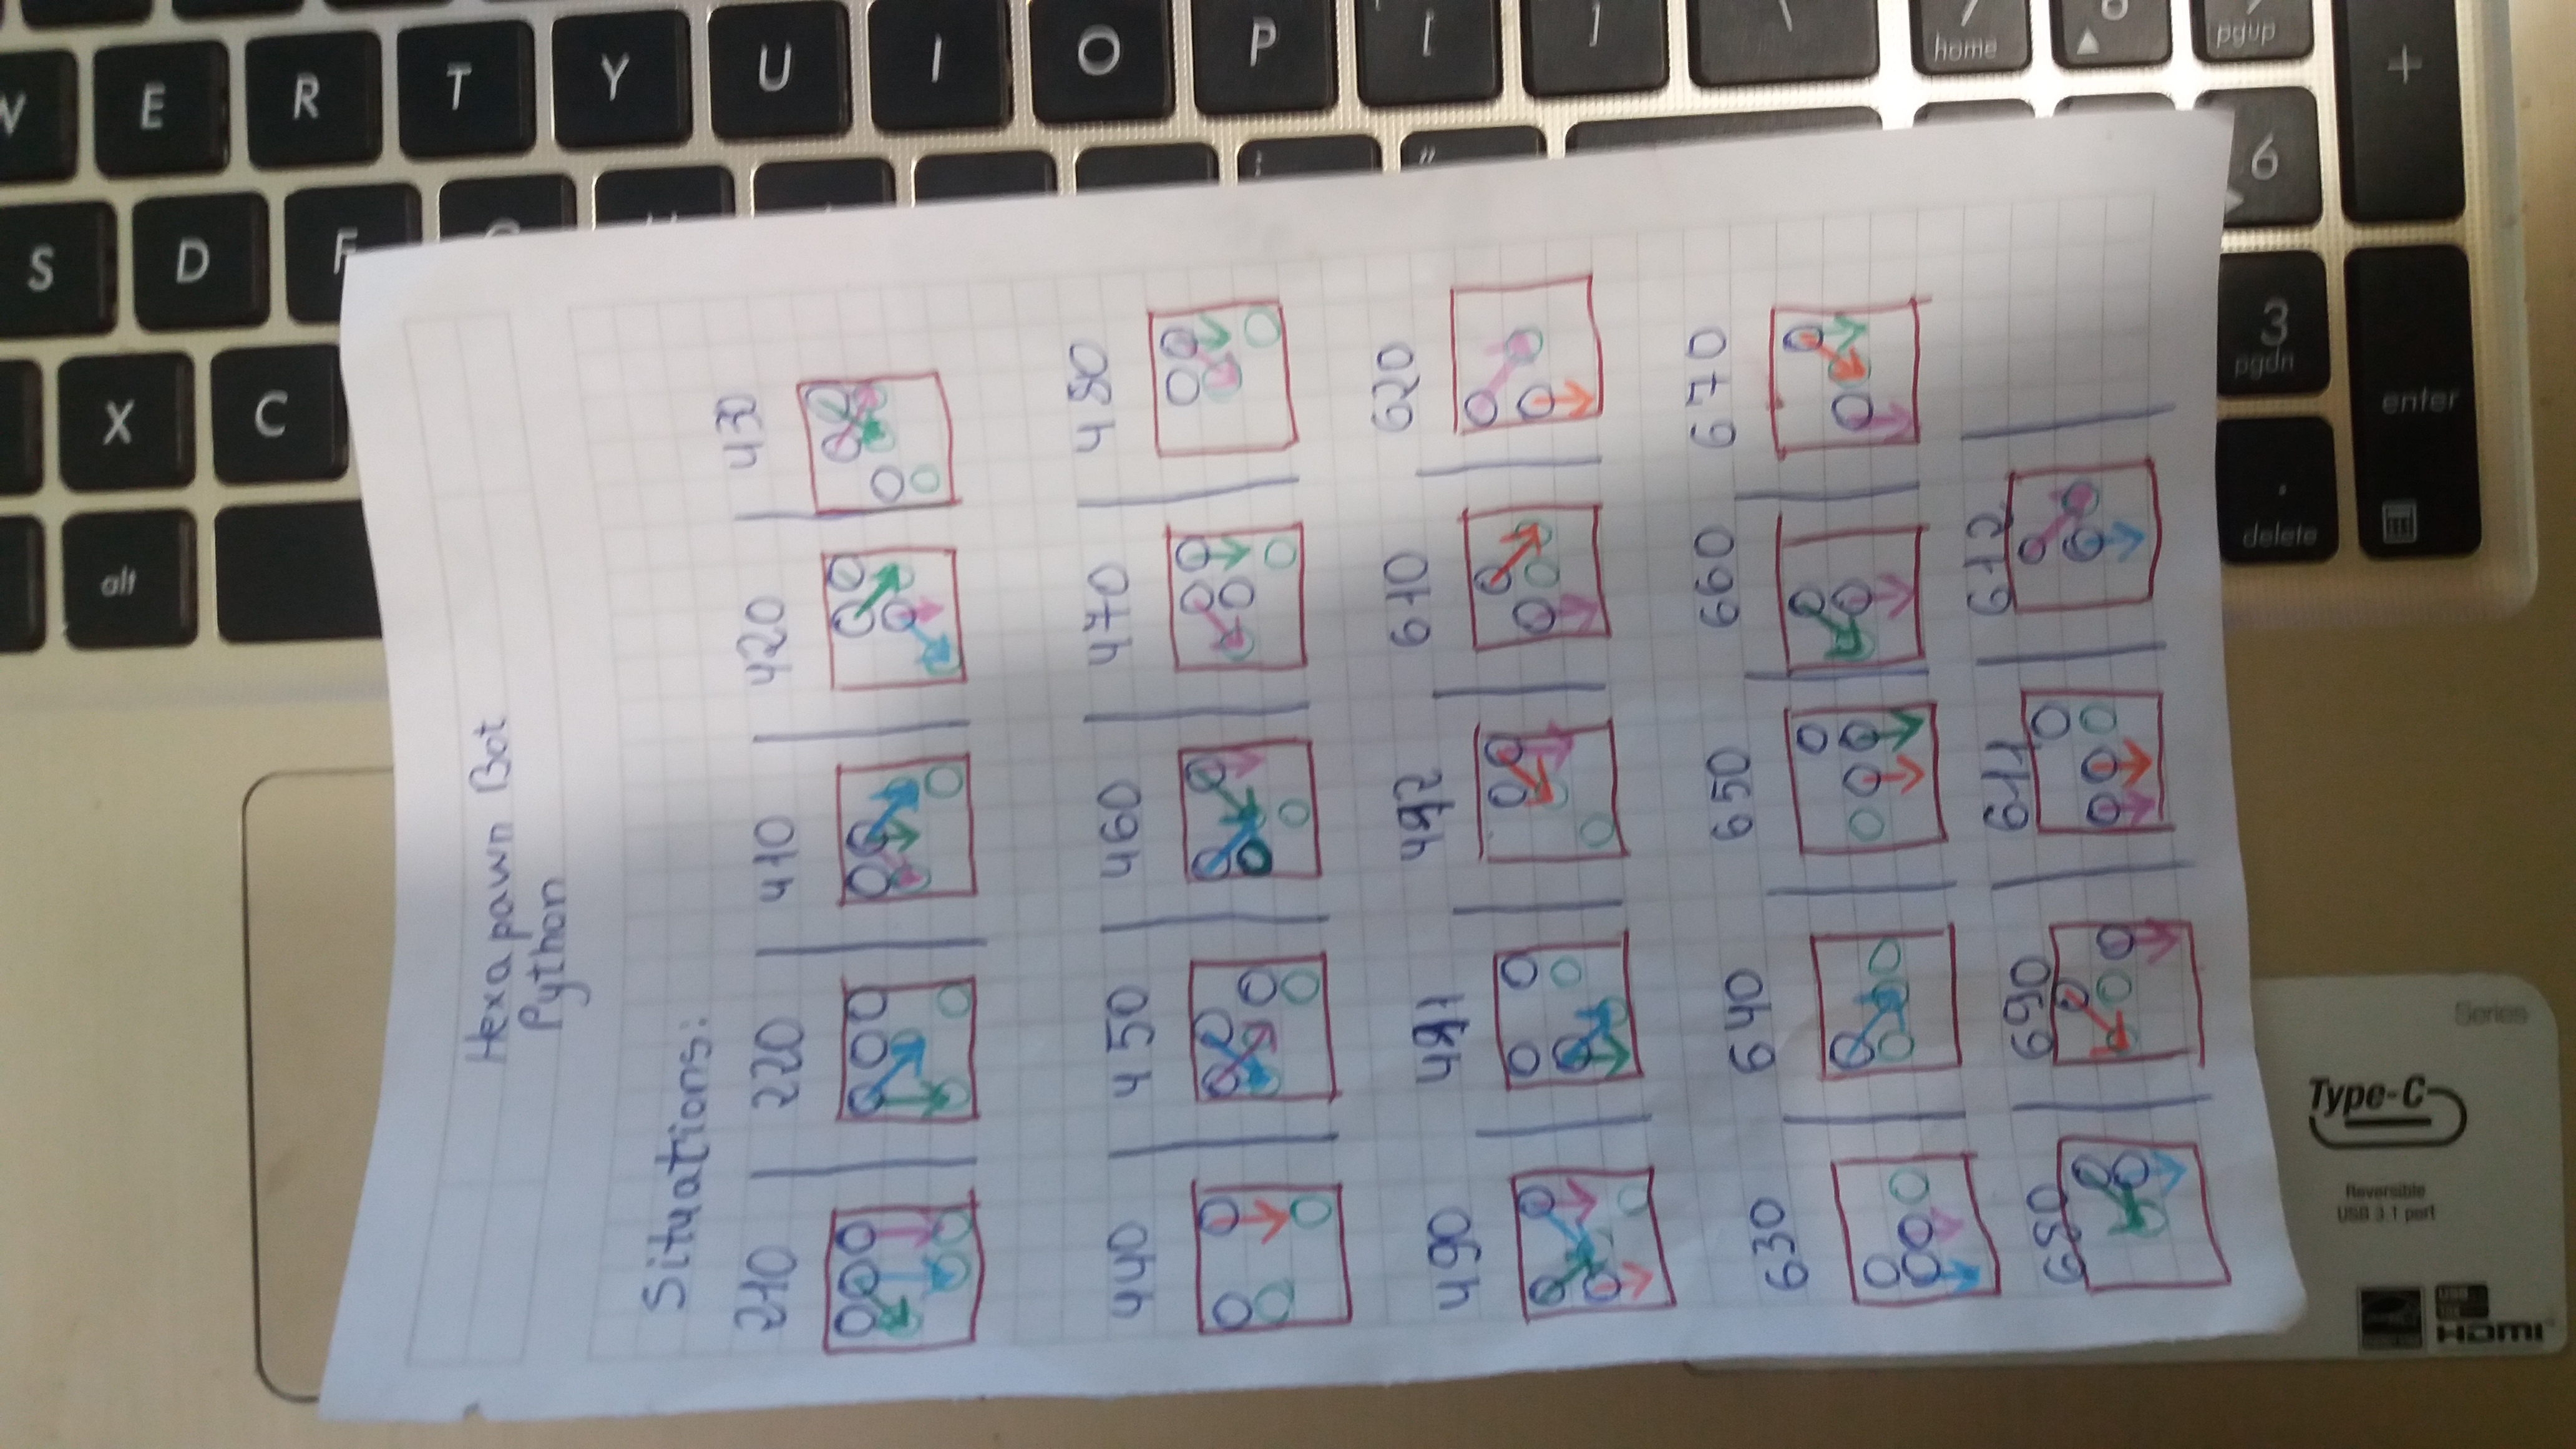 Hexapawn Bot
Python
Situations:
210 220 410 420 430
440 450 460 470 480
490 491 492 610 620
630 640 650 660 670
680 690 611 612
W
S
E
alt
X
D
R
C
F
T
Y
U
I
O
P
home
pgup
6
3
pgdn
.
delete
enter
+
Type-C
Reversible
USB 3.1 port
HDMI
Series